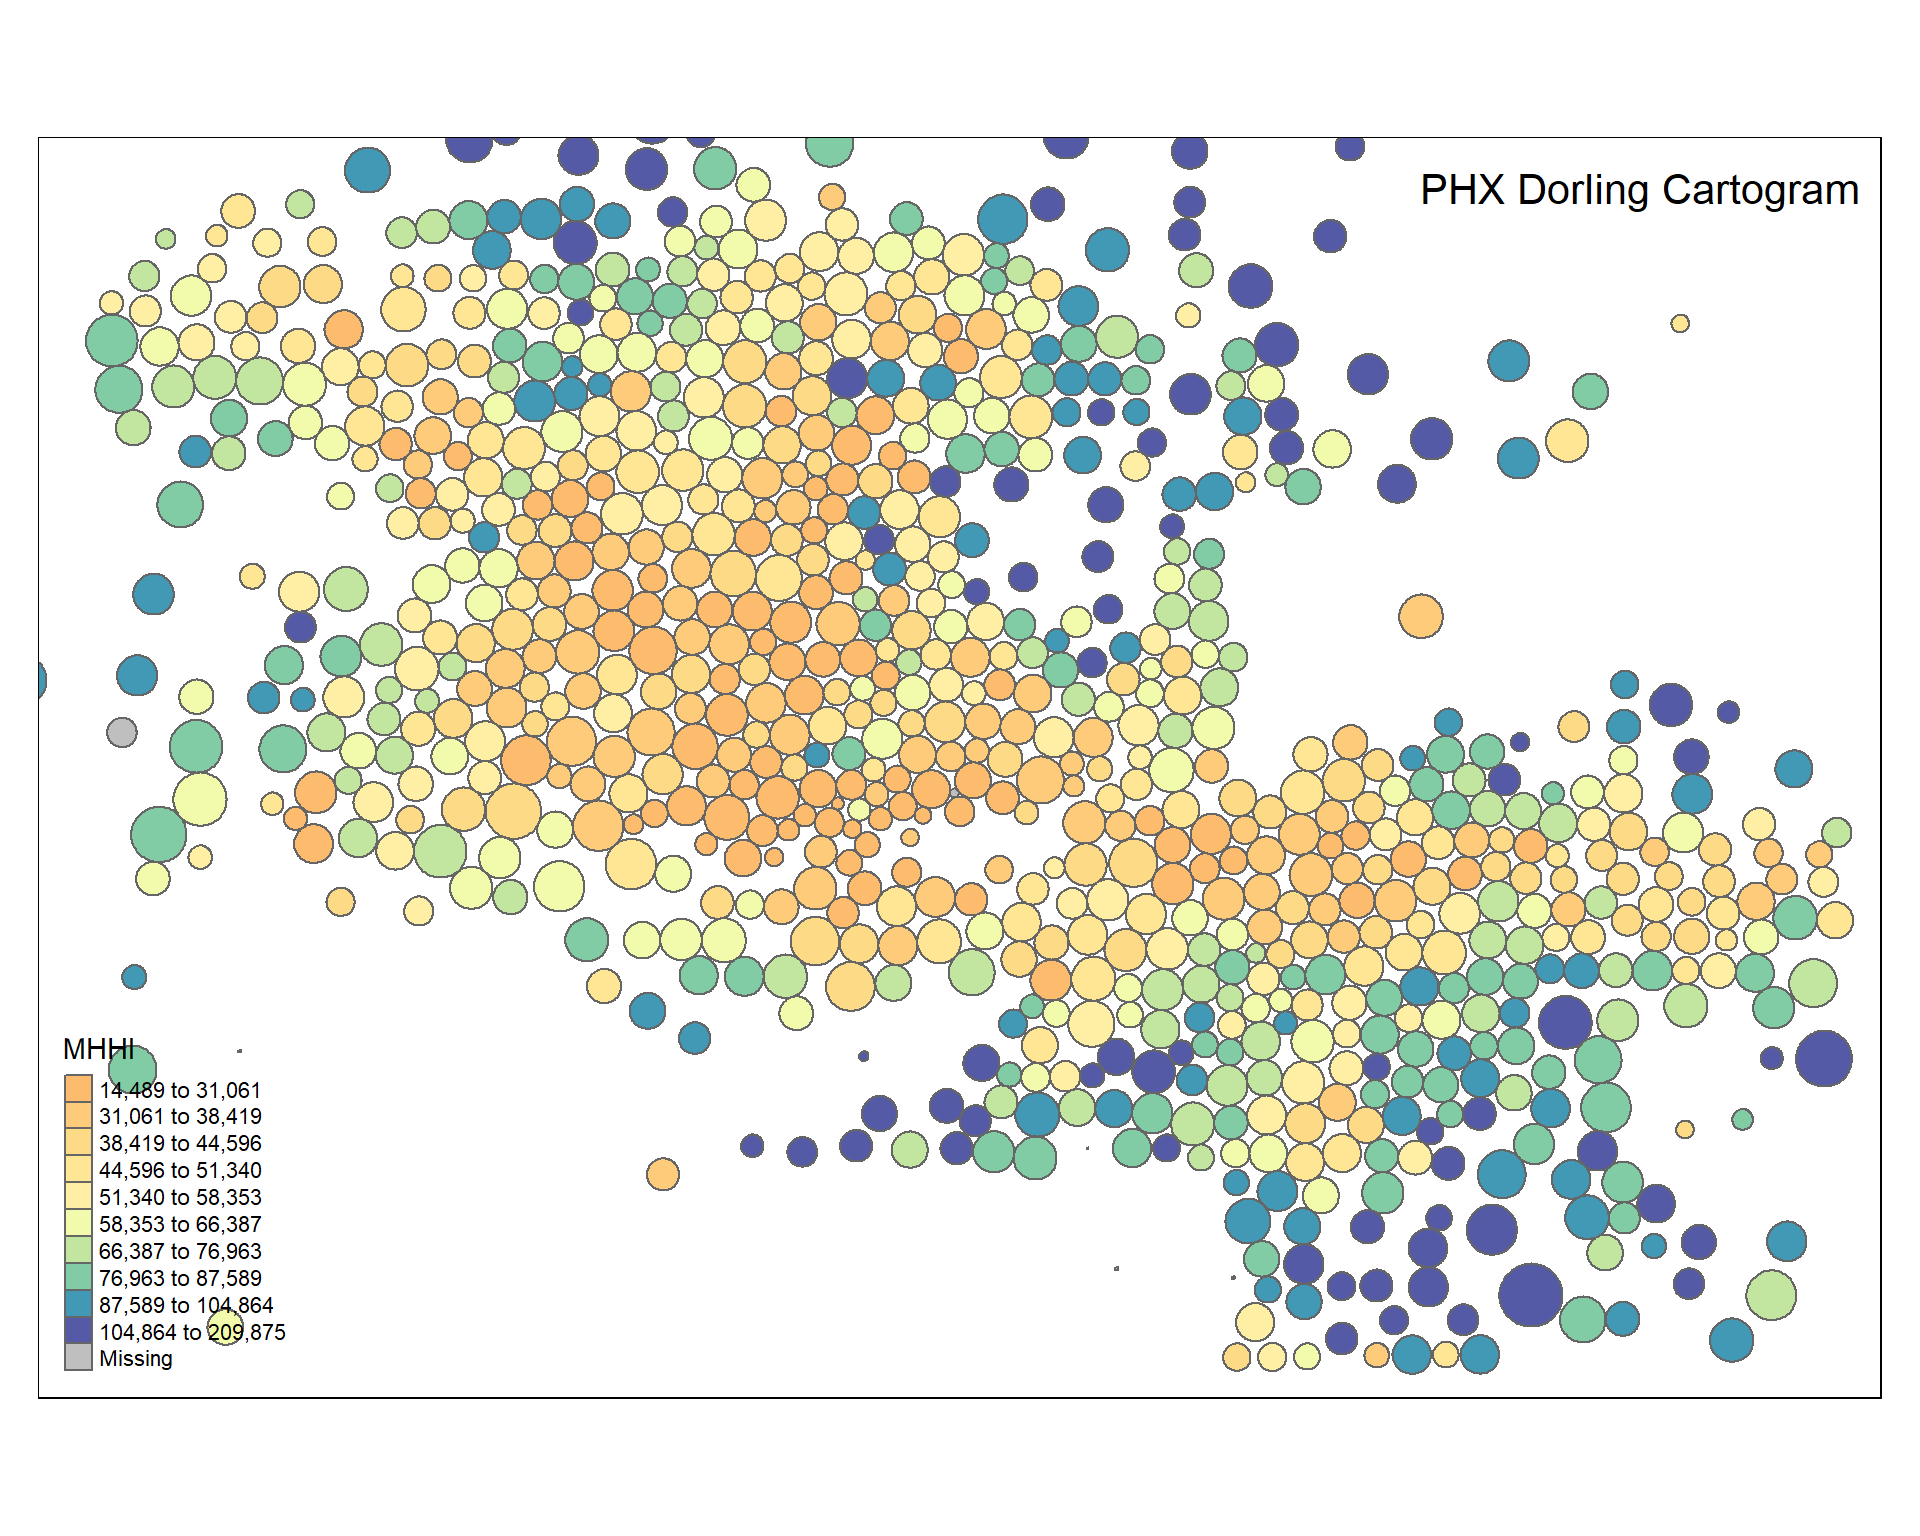 PHX Dorling Cartogram
MHHI
14,489 to 31,061
31,061 to 38,419
38,419 to 44,596
44,596 to 51,340
51,340 to 58,353
58,353 to 66,387
66,387 to 76,963
76,963 to 87,589
87,589 to 104,864
104,864 to 209,875
Missing